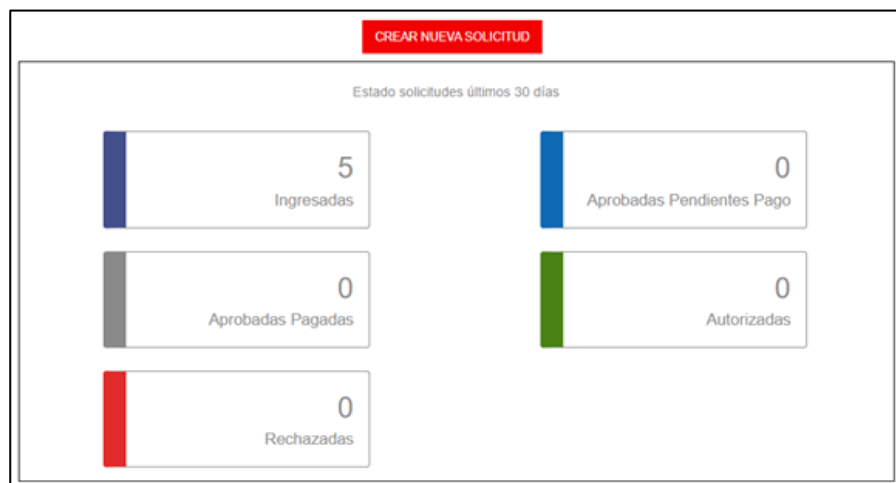 CREAR NUEVA SOLICITUD
Estado solicitudes últimos 30 días
5
Ingresadas
0
Aprobadas Pendientes Pago
0
Aprobadas Pagadas
0
Autorizadas
0
Rechazadas